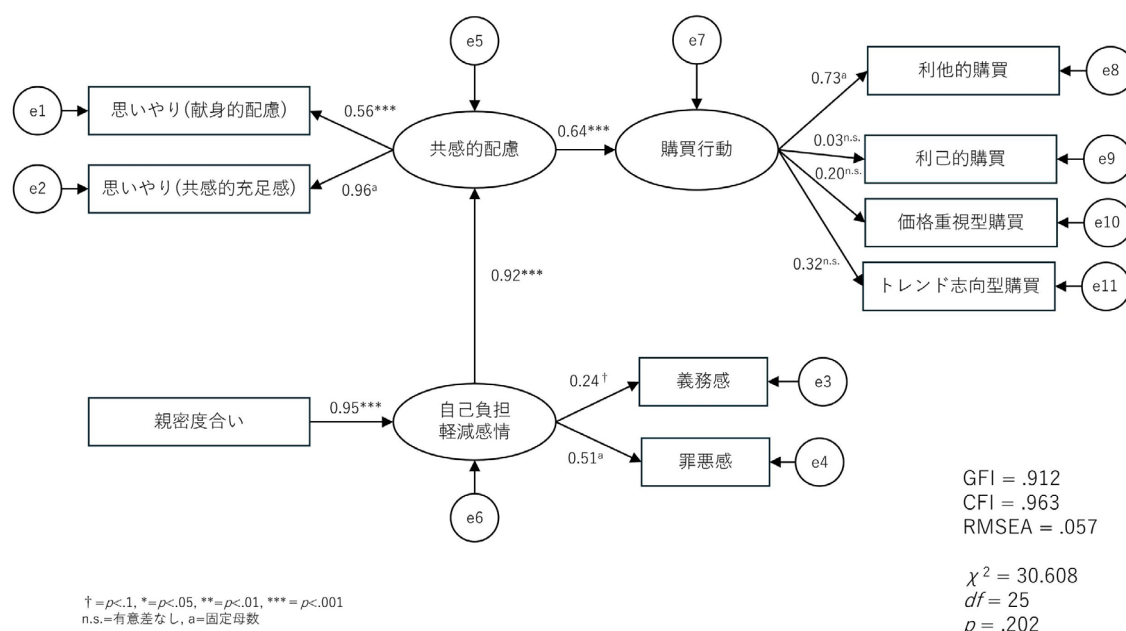 e5
e7
0.73ᵃ
利他的購買
e8
e1
思いやり(献身的配慮)
0.56***
共感的配慮
0.64***
購買行動
0.03ⁿ·ˢ·
利己的購買
e9
e2
思いやり(共感的充足感)
0.96ᵃ
0.20ⁿ·ˢ·
価格重視型購買
e10
0.92***
0.32ⁿ·ˢ·
トレンド志向型購買
e11
親密度合い
0.95***
自己負担
軽減感情
0.24†
義務感
e3
0.51ᵃ
罪悪感
e4
e6
GFI = .912
CFI = .963
RMSEA = .057
χ² = 30.608
df = 25
p = .202
†=p<.1, *=p<.05, **=p<.01, ***=p<.001
n.s.=有意差なし, a=固定母数